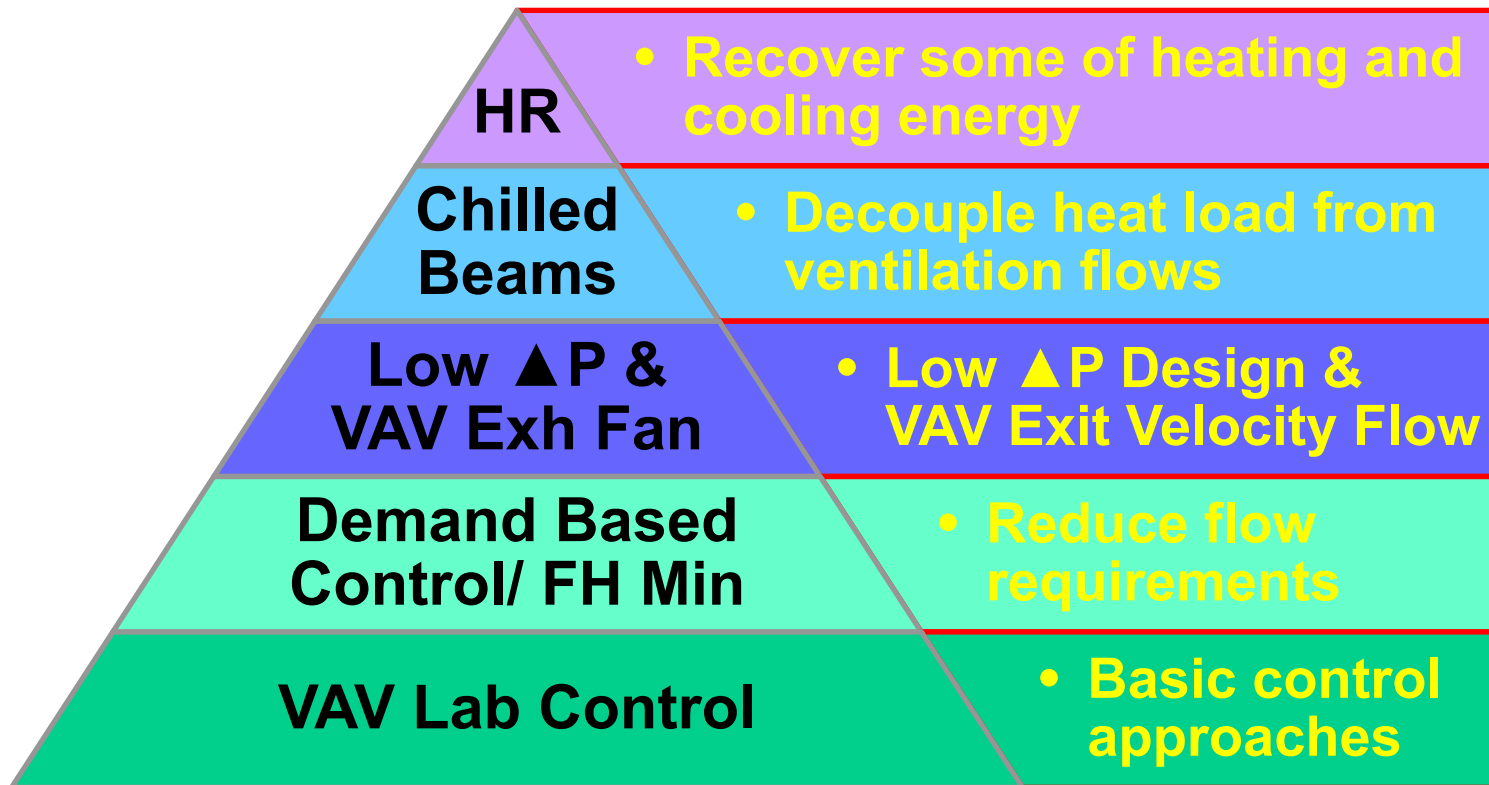 HR
• Recover some of heating and
cooling energy
Chilled
Beams
• Decouple heat load from
ventilation flows
Low ▲P &
VAV Exh Fan
• Low ▲P Design &
VAV Exit Velocity Flow
Demand Based
Control/ FH Min
• Reduce flow
requirements
VAV Lab Control
• Basic control
approaches